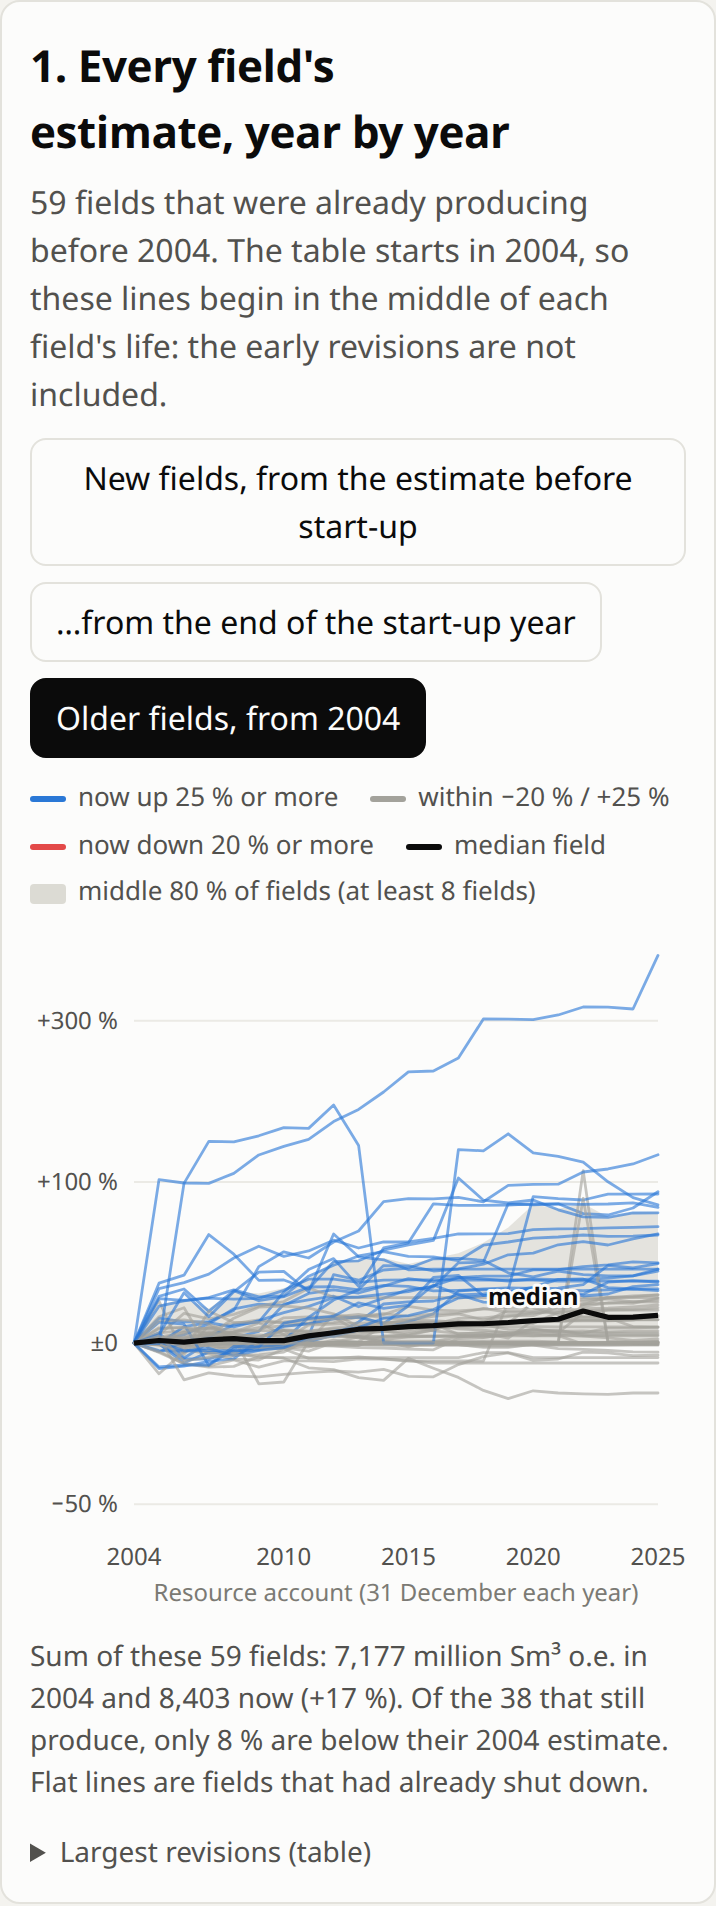 1. Every field's
estimate, year by year
59 fields that were already producing
before 2004. The table starts in 2004, so
these lines begin in the middle of each
field's life: the early revisions are not
included.
New fields, from the estimate before
start-up
…from the end of the start-up year
Older fields, from 2004
now up 25 % or more
within −20 % / +25 %
now down 20 % or more
median field
middle 80 % of fields (at least 8 fields)
+300 %
+100 %
median
±0
−50 %
2004 2010 2015 2020 2025
Resource account (31 December each year)
Sum of these 59 fields: 7,177 million Sm³ o.e. in
2004 and 8,403 now (+17 %). Of the 38 that still
produce, only 8 % are below their 2004 estimate.
Flat lines are fields that had already shut down.
▶ Largest revisions (table)